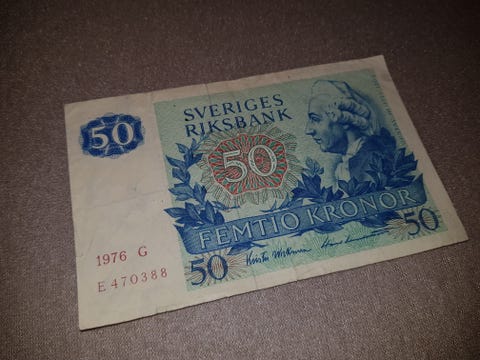 50
SVERIGES
RIKSBANK
50
FEMTIO KRONOR
1976 G
E 470388
50
50